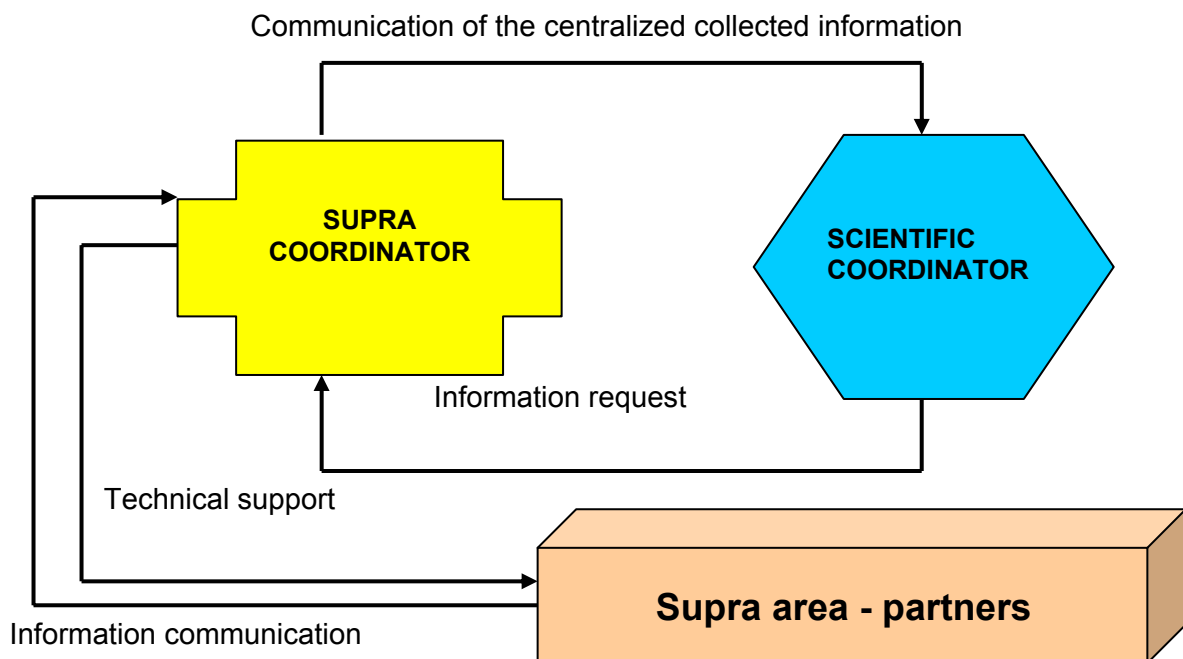 Communication of the centralized collected information
SUPRA
COORDINATOR
SCIENTIFIC
COORDINATOR
Information request
Technical support
Supra area - partners
Information communication